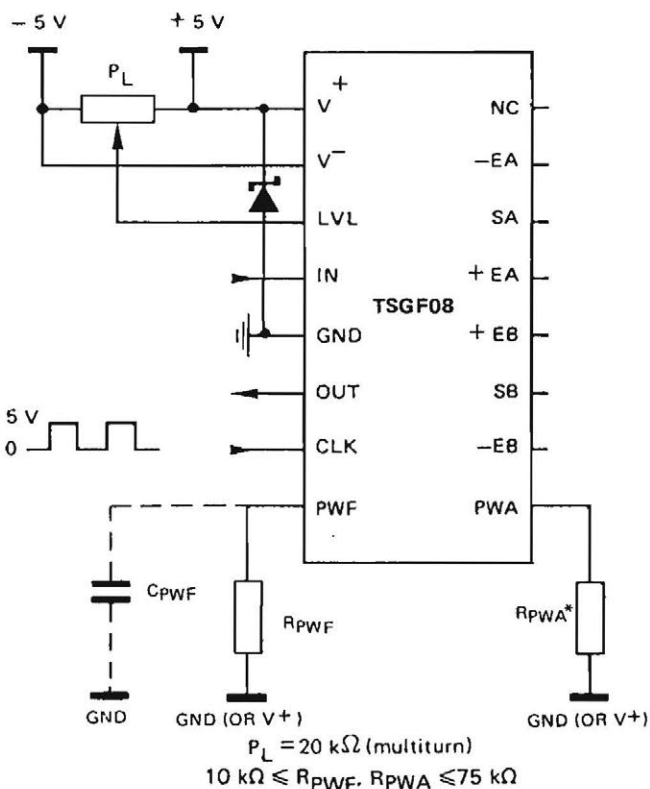 − 5 V
+ 5 V
P_L
V+
NC
V−
−EA
LVL
SA
IN
+ EA
TSGF08
GND
+ EB
OUT
SB
5 V
0
CLK
−EB
PWF
PWA
C_PWF
R_PWF
R_PWA*
GND
GND (OR V+)
GND (OR V+)
P_L = 20 kΩ (multiturn)
10 kΩ ⩽ R_PWF, R_PWA ⩽ 75 kΩ